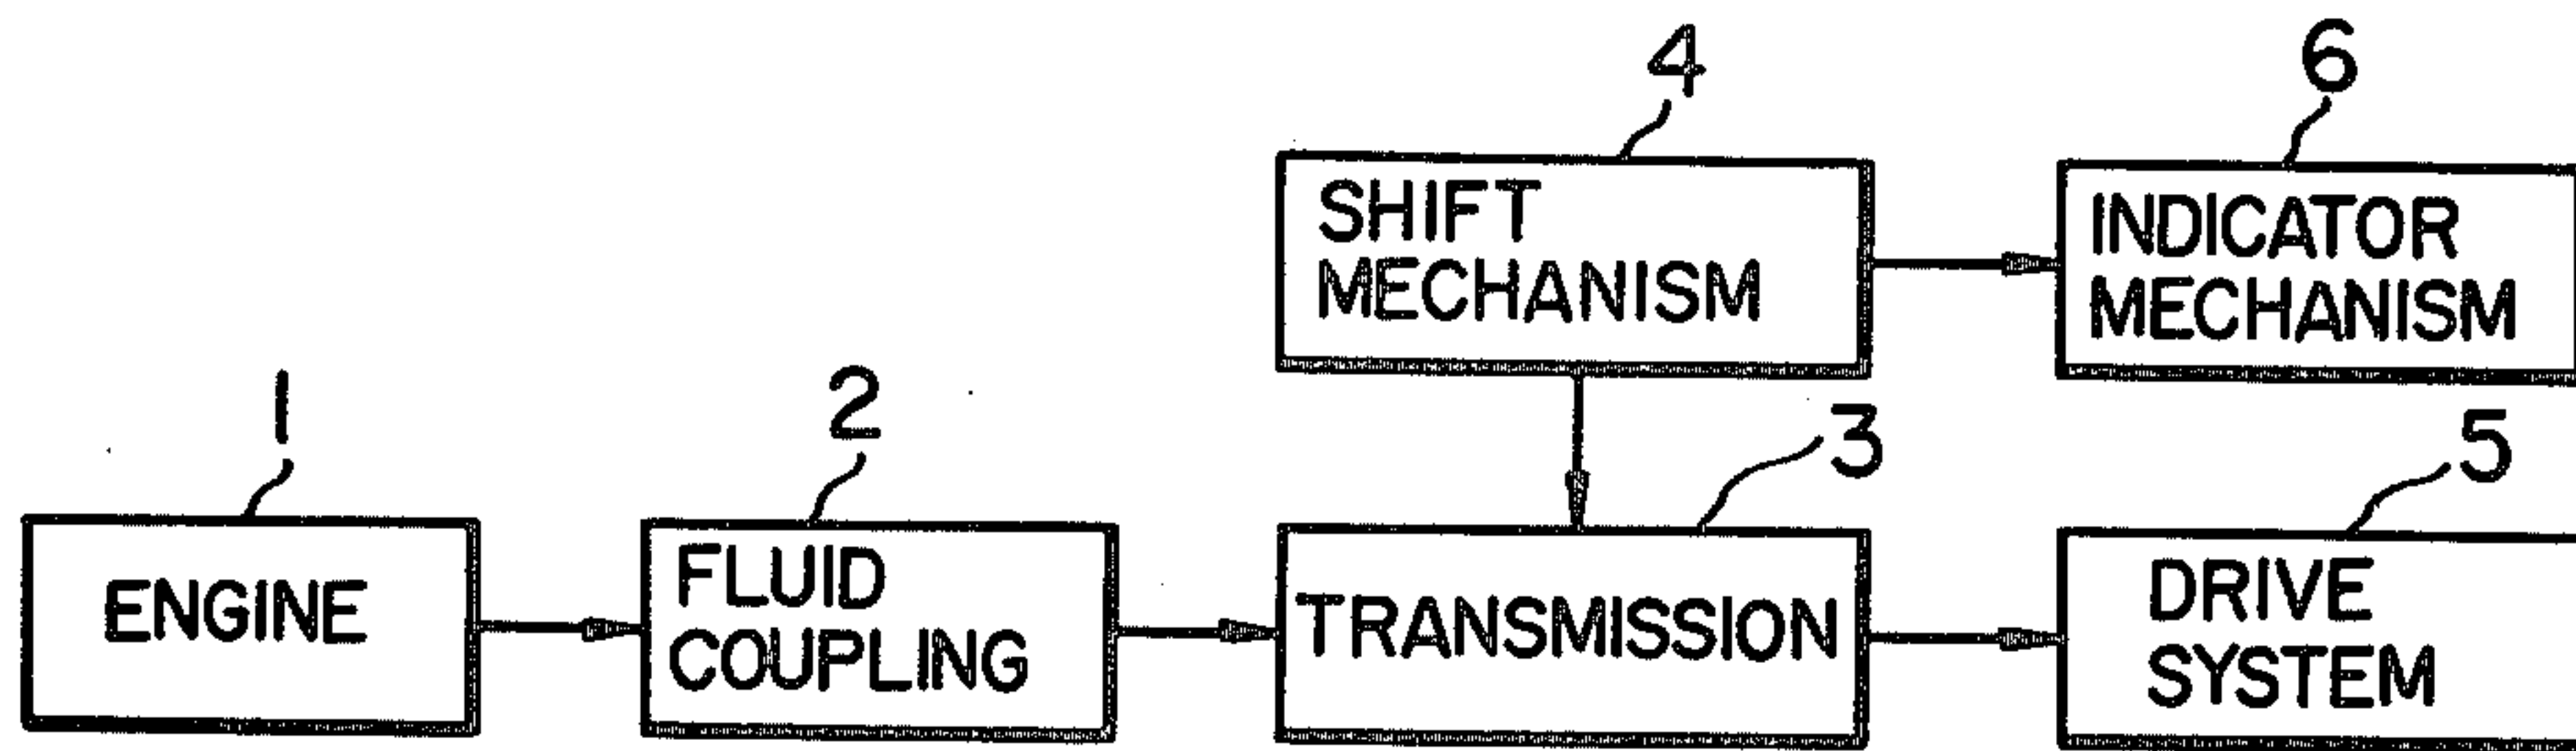 4
6
SHIFT
MECHANISM
INDICATOR
MECHANISM
1
2
3
5
ENGINE
FLUID
COUPLING
TRANSMISSION
DRIVE
SYSTEM